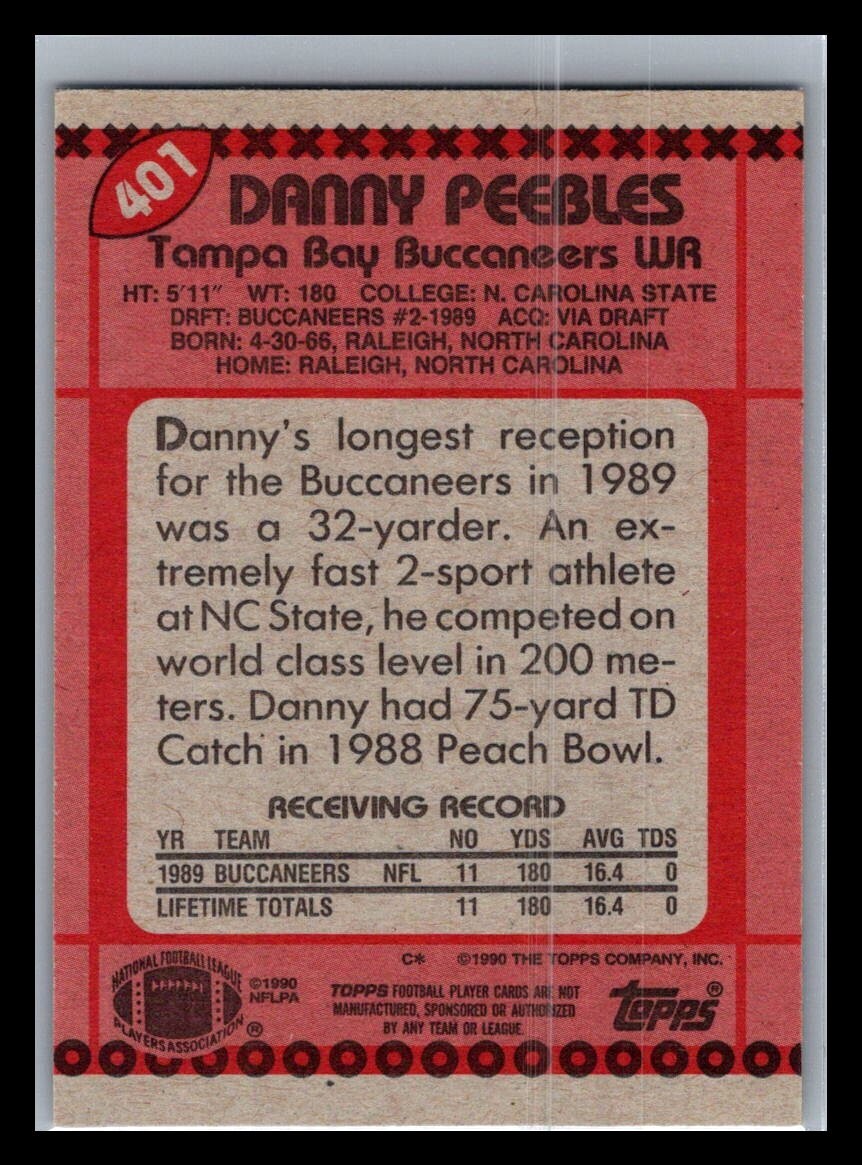 401
DANNY PEEBLES
Tampa Bay Buccaneers WR
HT: 5'11" WT: 180 COLLEGE: N. CAROLINA STATE
DRFT: BUCCANEERS #2-1989 ACQ: VIA DRAFT
BORN: 4-30-66, RALEIGH, NORTH CAROLINA
HOME: RALEIGH, NORTH CAROLINA
Danny's longest reception
for the Buccaneers in 1989
was a 32-yarder. An ex-
tremely fast 2-sport athlete
at NC State, he competed on
world class level in 200 me-
ters. Danny had 75-yard TD
Catch in 1988 Peach Bowl.
RECEIVING RECORD
YR TEAM NO YDS AVG TDS
1989 BUCCANEERS NFL 11 180 16.4 0
LIFETIME TOTALS 11 180 16.4 0
NATIONAL FOOTBALL LEAGUE
PLAYERS ASSOCIATION ®
©1990
NFLPA
C* ©1990 THE TOPPS COMPANY, INC.
TOPPS FOOTBALL PLAYER CARDS ARE NOT
MANUFACTURED, SPONSORED OR AUTHORIZED
BY ANY TEAM OR LEAGUE.
topps ®